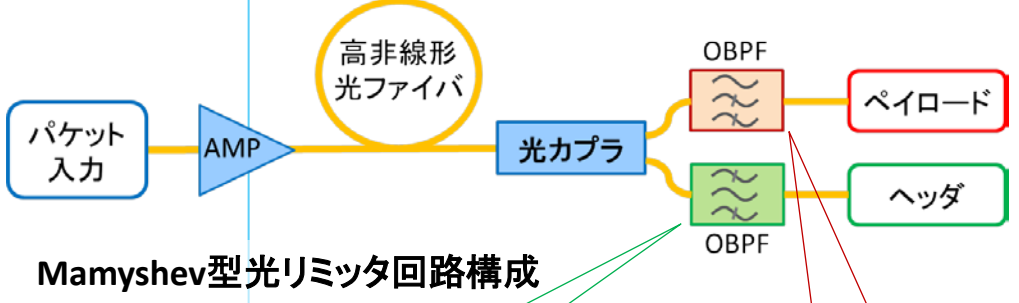 高非線形
光ファイバ
OBPF
パケット
入力
AMP
光カプラ
ペイロード
ヘッダ
OBPF
Mamyshev型光リミッタ回路構成